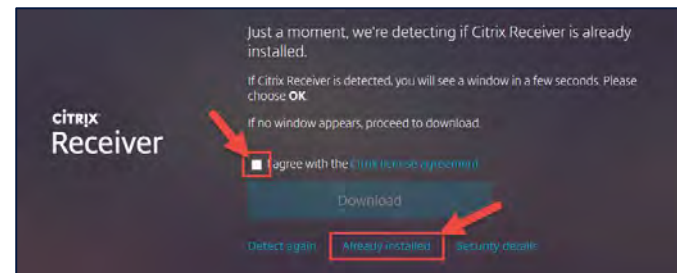 Just a moment, we're detecting if Citrix Receiver is already
installed.
If Citrix Receiver is detected, you will see a window in a few seconds. Please
choose OK.
If no window appears, proceed to download.
CİTRIX
Receiver
I agree with the Citrix license agreement
Download
Detect again Already installed Security details